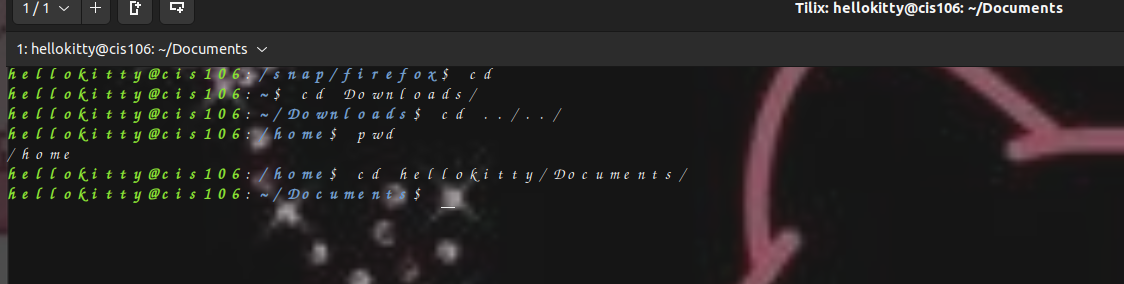 1 / 1
Tilix: hellokitty@cis106: ~/Documents
1: hellokitty@cis106: ~/Documents
hellokitty@cis106:/snap/firefox$ cd
hellokitty@cis106:~$ cd Downloads/
hellokitty@cis106:~/Downloads$ cd ../../
hellokitty@cis106:/home$ pwd
/home
hellokitty@cis106:/home$ cd hellokitty/Documents/
hellokitty@cis106:~/Documents$